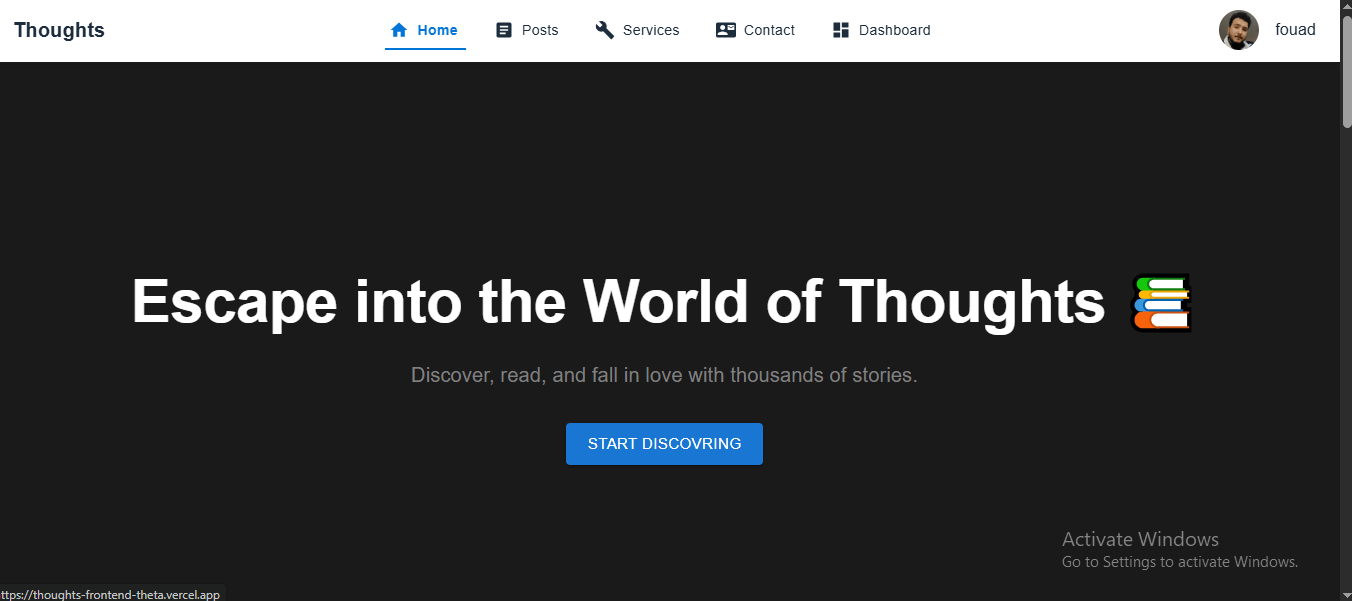 Thoughts
Home
Posts
Services
Contact
Dashboard
fouad
Escape into the World of Thoughts
Discover, read, and fall in love with thousands of stories.
START DISCOVRING
Activate Windows
Go to Settings to activate Windows.
ttps://thoughts-frontend-theta.vercel.app